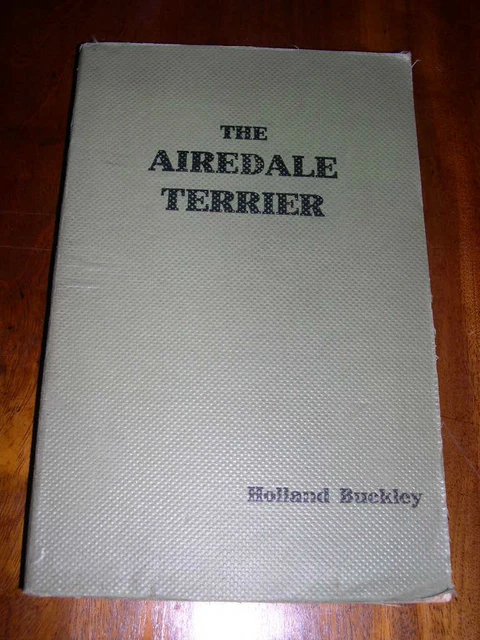 THE
AIREDALE
TERRIER
Holland Buckley